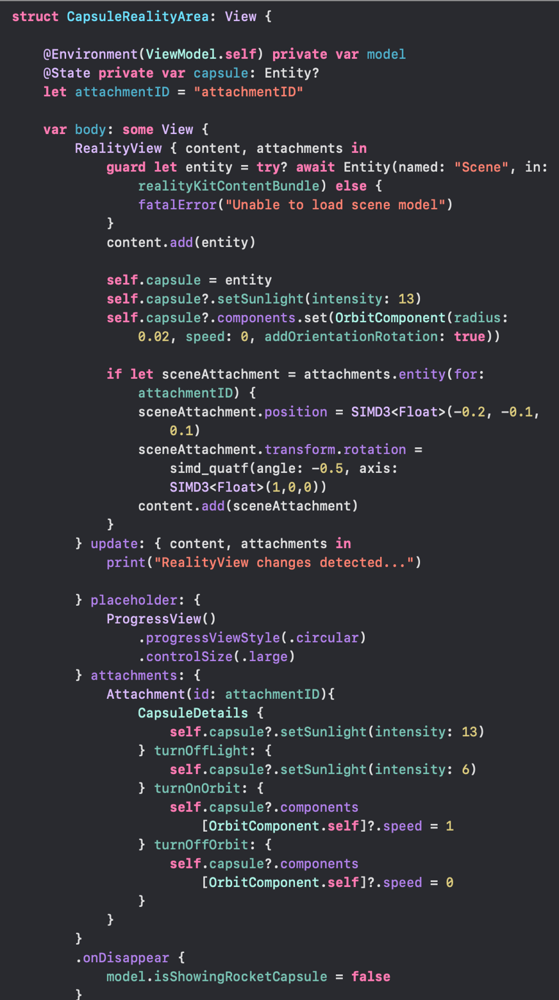 struct CapsuleRealityArea: View {
@Environment(ViewModel.self) private var model
@State private var capsule: Entity?
let attachmentID = "attachmentID"
var body: some View {
RealityView { content, attachments in
guard let entity = try? await Entity(named: "Scene", in:
realityKitContentBundle) else {
fatalError("Unable to load scene model")
}
content.add(entity)
self.capsule = entity
self.capsule?.setSunlight(intensity: 13)
self.capsule?.components.set(OrbitComponent(radius:
0.02, speed: 0, addOrientationRotation: true))
if let sceneAttachment = attachments.entity(for:
attachmentID) {
sceneAttachment.position = SIMD3<Float>(-0.2, -0.1,
0.1)
sceneAttachment.transform.rotation =
simd_quatf(angle: -0.5, axis:
SIMD3<Float>(1,0,0))
content.add(sceneAttachment)
}
} update: { content, attachments in
print("RealityView changes detected...")
} placeholder: {
ProgressView()
.progressViewStyle(.circular)
.controlSize(.large)
} attachments: {
Attachment(id: attachmentID){
CapsuleDetails {
self.capsule?.setSunlight(intensity: 13)
} turnOffLight: {
self.capsule?.setSunlight(intensity: 6)
} turnOnOrbit: {
self.capsule?.components
[OrbitComponent.self]?.speed = 1
} turnOffOrbit: {
self.capsule?.components
[OrbitComponent.self]?.speed = 0
}
}
}
.onDisappear {
model.isShowingRocketCapsule = false
}